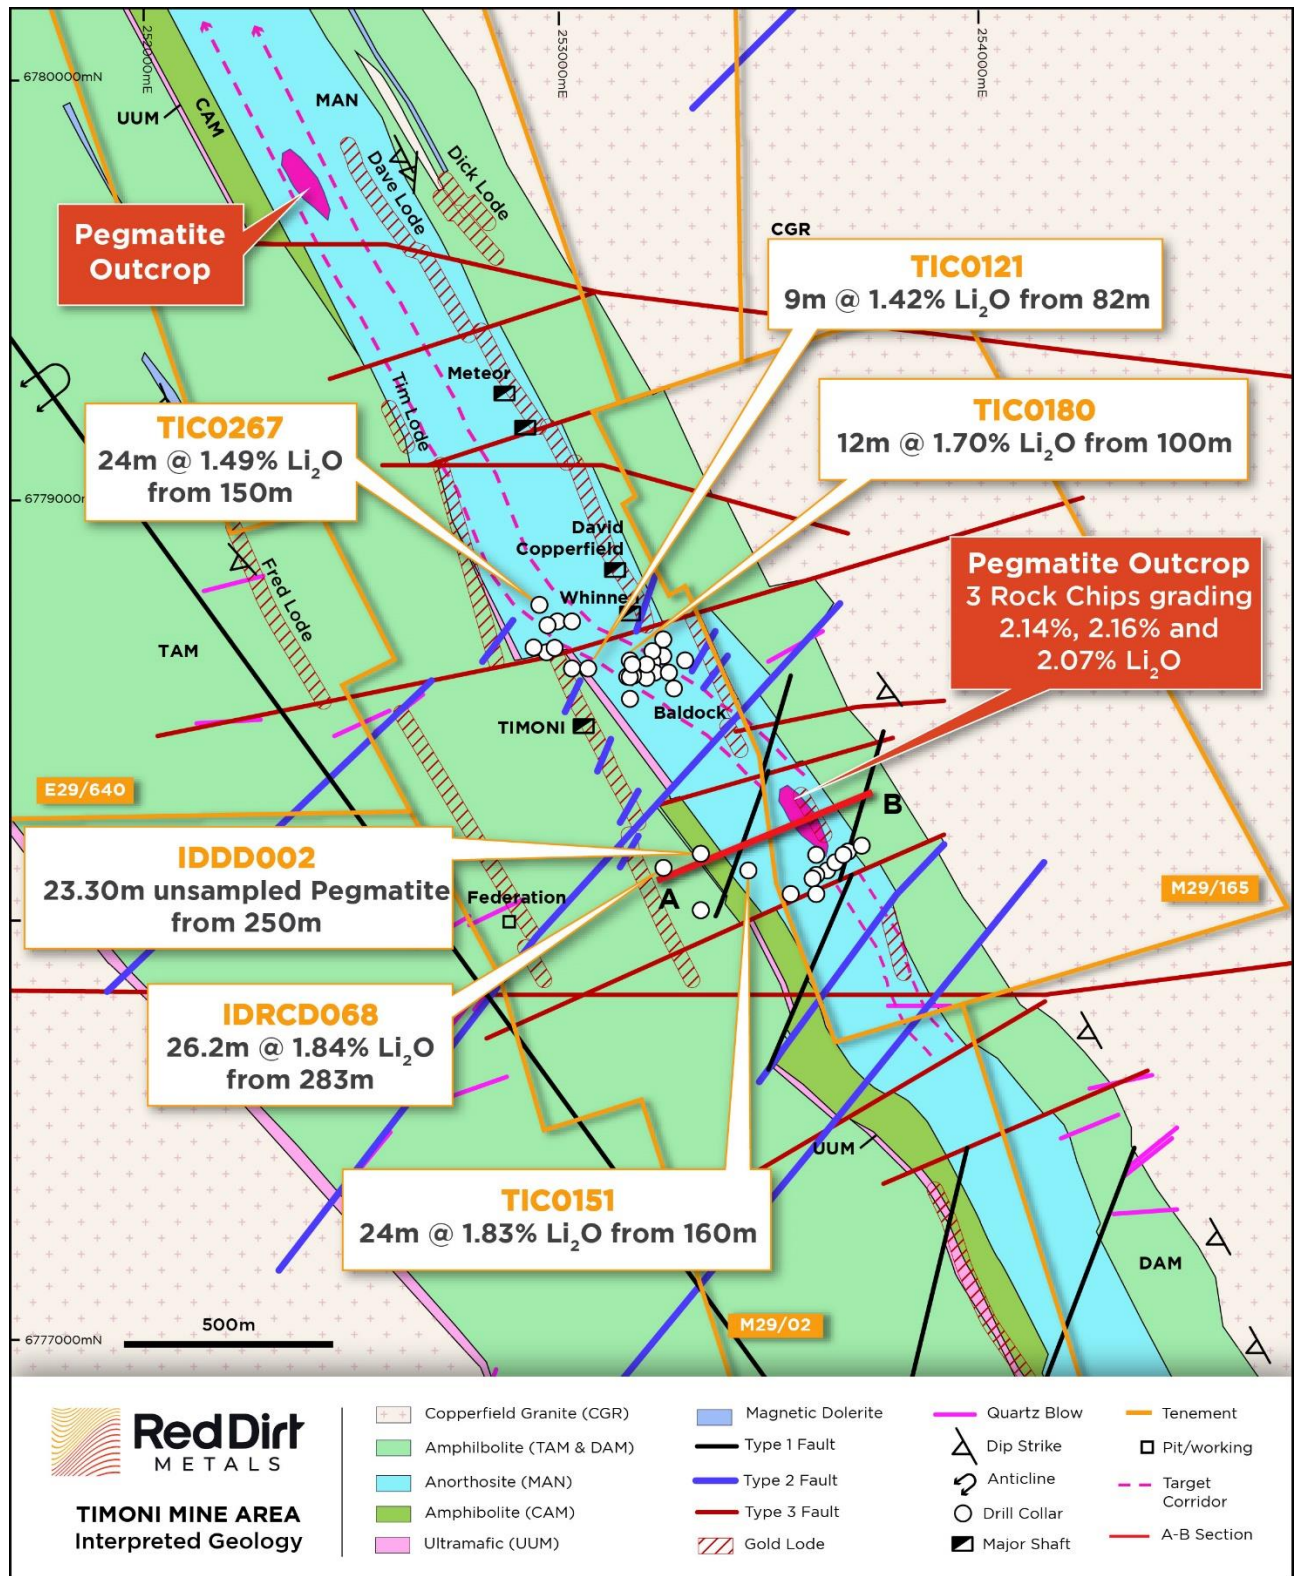 252000mE
253000mE
254000mE
6780000mN
UUM
CAM
MAN
Dave Lode
Dick Lode
Pegmatite
Outcrop
CGR
TIC0121
9m @ 1.42% Li₂O from 82m
Meteor
Tim Lode
TIC0180
12m @ 1.70% Li₂O from 100m
TIC0267
24m @ 1.49% Li₂O
from 150m
6779000m
David
Copperfield
Whinne
Fred Lode
Pegmatite Outcrop
3 Rock Chips grading
2.14%, 2.16% and
2.07% Li₂O
TAM
Baldock
TIMONI
E29/640
B
IDDD002
23.30m unsampled Pegmatite
from 250m
A
Federation
M29/165
IDRCD068
26.2m @ 1.84% Li₂O
from 283m
UUM
TIC0151
24m @ 1.83% Li₂O from 160m
DAM
500m
M29/02
6777000mN
Red Dirt
METALS
TIMONI MINE AREA
Interpreted Geology
Copperfield Granite (CGR)
Amphilbolite (TAM & DAM)
Anorthosite (MAN)
Amphibolite (CAM)
Ultramafic (UUM)
Magnetic Dolerite
Type 1 Fault
Type 2 Fault
Type 3 Fault
Gold Lode
Quartz Blow
Dip Strike
Anticline
Drill Collar
Major Shaft
Tenement
Pit/working
Target
Corridor
A-B Section